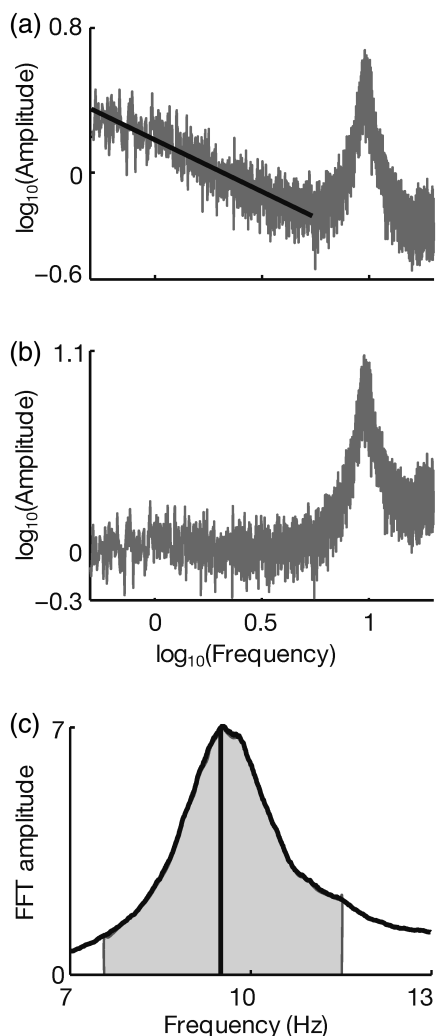 (a)
0.8
log10(Amplitude)
0
−0.6
(b)
1.1
log10(Amplitude)
0
−0.3
0 0.5 1
log10(Frequency)
(c)
7
FFT amplitude
0
7 10 13
Frequency (Hz)